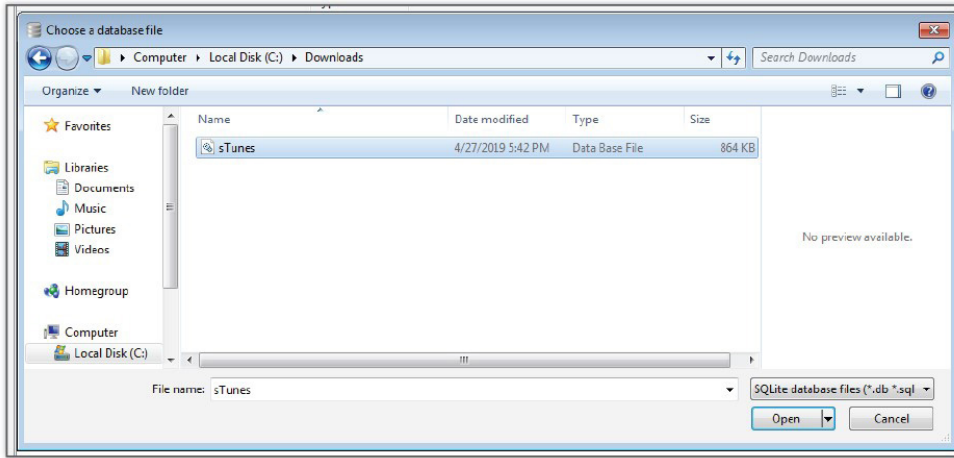 Choose a database file
Computer Local Disk (C:) Downloads
Search Downloads
Organize New folder
Favorites
Libraries
Documents
Music
Pictures
Videos
Homegroup
Computer
Local Disk (C:)
Name Date modified Type Size
sTunes 4/27/2019 5:42 PM Data Base File 864 KB
No preview available.
File name: sTunes
SQLite database files (*.db *.sql
Open Cancel